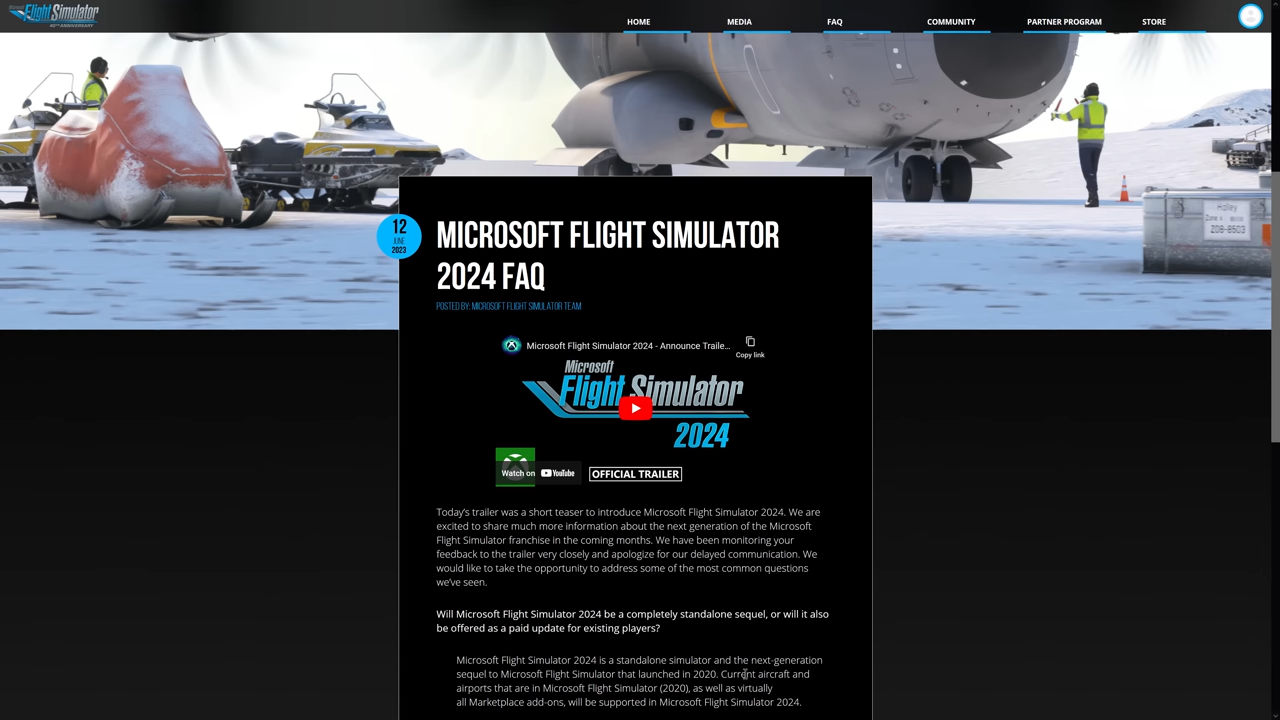 Microsoft
Flight Simulator
40TH ANNIVERSARY
HOME
MEDIA
FAQ
COMMUNITY
PARTNER PROGRAM
STORE
Holley
Zone A
208-8503
12
JUNE
2023
MICROSOFT FLIGHT SIMULATOR
2024 FAQ
POSTED BY: MICROSOFT FLIGHT SIMULATOR TEAM
Microsoft Flight Simulator 2024 - Announce Traile...
Copy link
Microsoft
Flight Simulator
2024
Watch on YouTube
OFFICIAL TRAILER
Today's trailer was a short teaser to introduce Microsoft Flight Simulator 2024. We are
excited to share much more information about the next generation of the Microsoft
Flight Simulator franchise in the coming months. We have been monitoring your
feedback to the trailer very closely and apologize for our delayed communication. We
would like to take the opportunity to address some of the most common questions
we've seen.
Will Microsoft Flight Simulator 2024 be a completely standalone sequel, or will it also
be offered as a paid update for existing players?
Microsoft Flight Simulator 2024 is a standalone simulator and the next-generation
sequel to Microsoft Flight Simulator that launched in 2020. Current aircraft and
airports that are in Microsoft Flight Simulator (2020), as well as virtually
all Marketplace add-ons, will be supported in Microsoft Flight Simulator 2024.